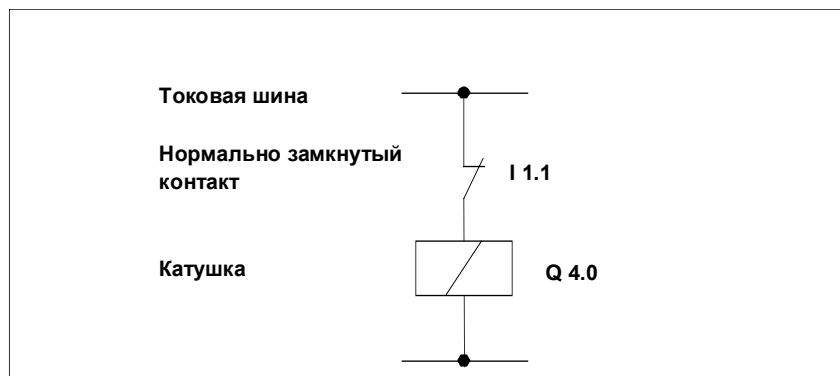 Токовая шина
Нормально замкнутый
контакт
I 1.1
Катушка
Q 4.0